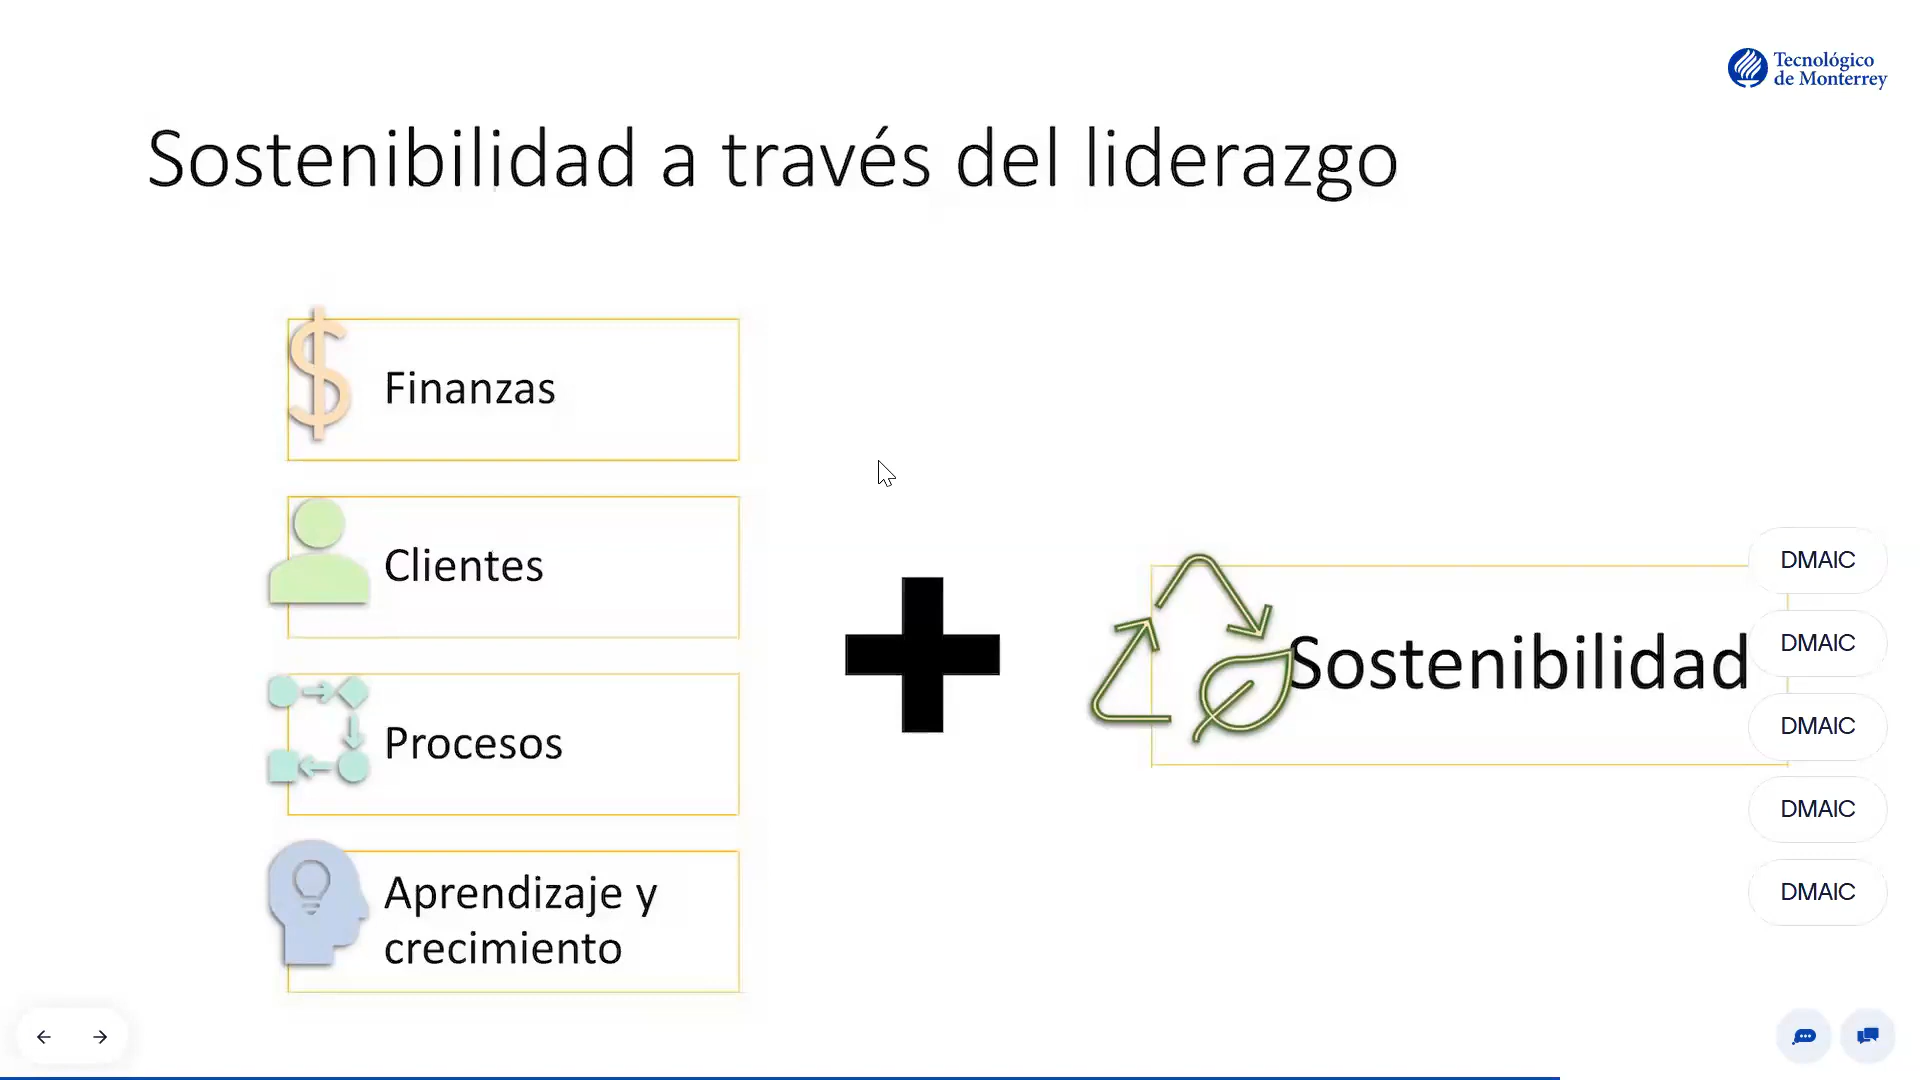 Tecnológico
de Monterrey
Sostenibilidad a través del liderazgo
$
Finanzas
Clientes
Procesos
Aprendizaje y
crecimiento
Sostenibilidad
DMAIC
DMAIC
DMAIC
DMAIC
DMAIC